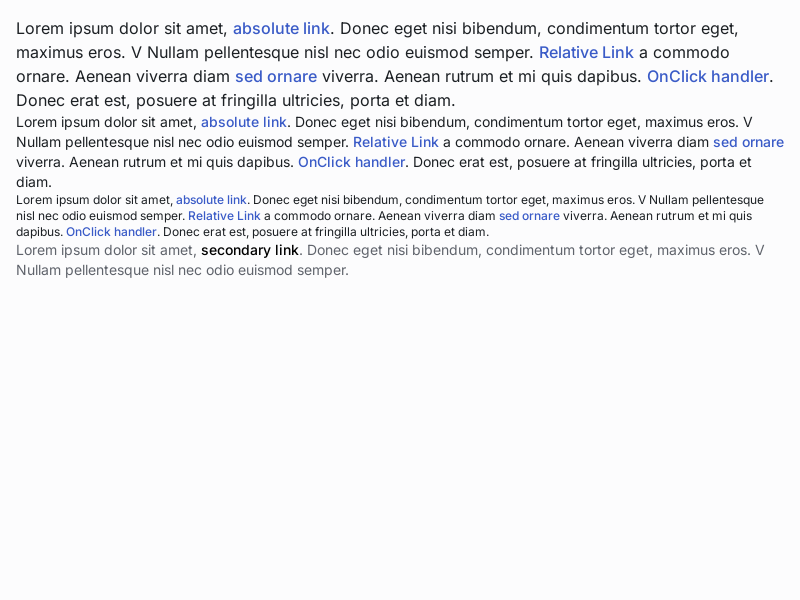 Lorem ipsum dolor sit amet, absolute link. Donec eget nisi bibendum, condimentum tortor eget,
maximus eros. V Nullam pellentesque nisl nec odio euismod semper. Relative Link a commodo
ornare. Aenean viverra diam sed ornare viverra. Aenean rutrum et mi quis dapibus. OnClick handler.
Donec erat est, posuere at fringilla ultricies, porta et diam.
Lorem ipsum dolor sit amet, absolute link. Donec eget nisi bibendum, condimentum tortor eget, maximus eros. V
Nullam pellentesque nisl nec odio euismod semper. Relative Link a commodo ornare. Aenean viverra diam sed ornare
viverra. Aenean rutrum et mi quis dapibus. OnClick handler. Donec erat est, posuere at fringilla ultricies, porta et
diam.
Lorem ipsum dolor sit amet, absolute link. Donec eget nisi bibendum, condimentum tortor eget, maximus eros. V Nullam pellentesque
nisl nec odio euismod semper. Relative Link a commodo ornare. Aenean viverra diam sed ornare viverra. Aenean rutrum et mi quis
dapibus. OnClick handler. Donec erat est, posuere at fringilla ultricies, porta et diam.
Lorem ipsum dolor sit amet, secondary link. Donec eget nisi bibendum, condimentum tortor eget, maximus eros. V
Nullam pellentesque nisl nec odio euismod semper.